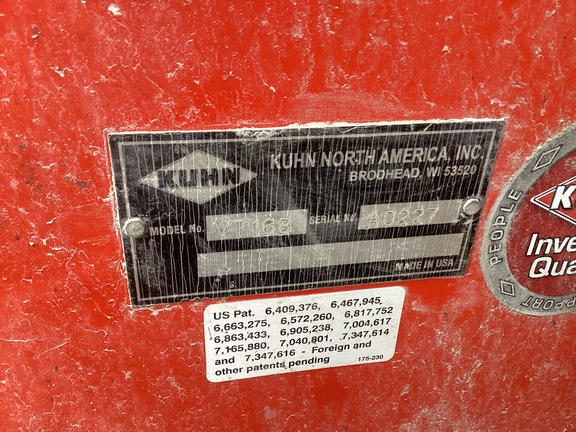 KUHN
KUHN NORTH AMERICA, INC.
BRODHEAD, WI 53520
MODEL No. VT168 SERIAL No. A0227
MADE IN USA
US Pat. 6,409,376, 6,467,945,
6,663,275, 6,572,260, 6,817,752
6,863,433, 6,905,238, 7,004,617
7,165,880, 7,040,801, 7,347,614
and 7,347,616 - Foreign and
other patents pending 175-230
PEOPLE
K
Inve
Qua
PPORT